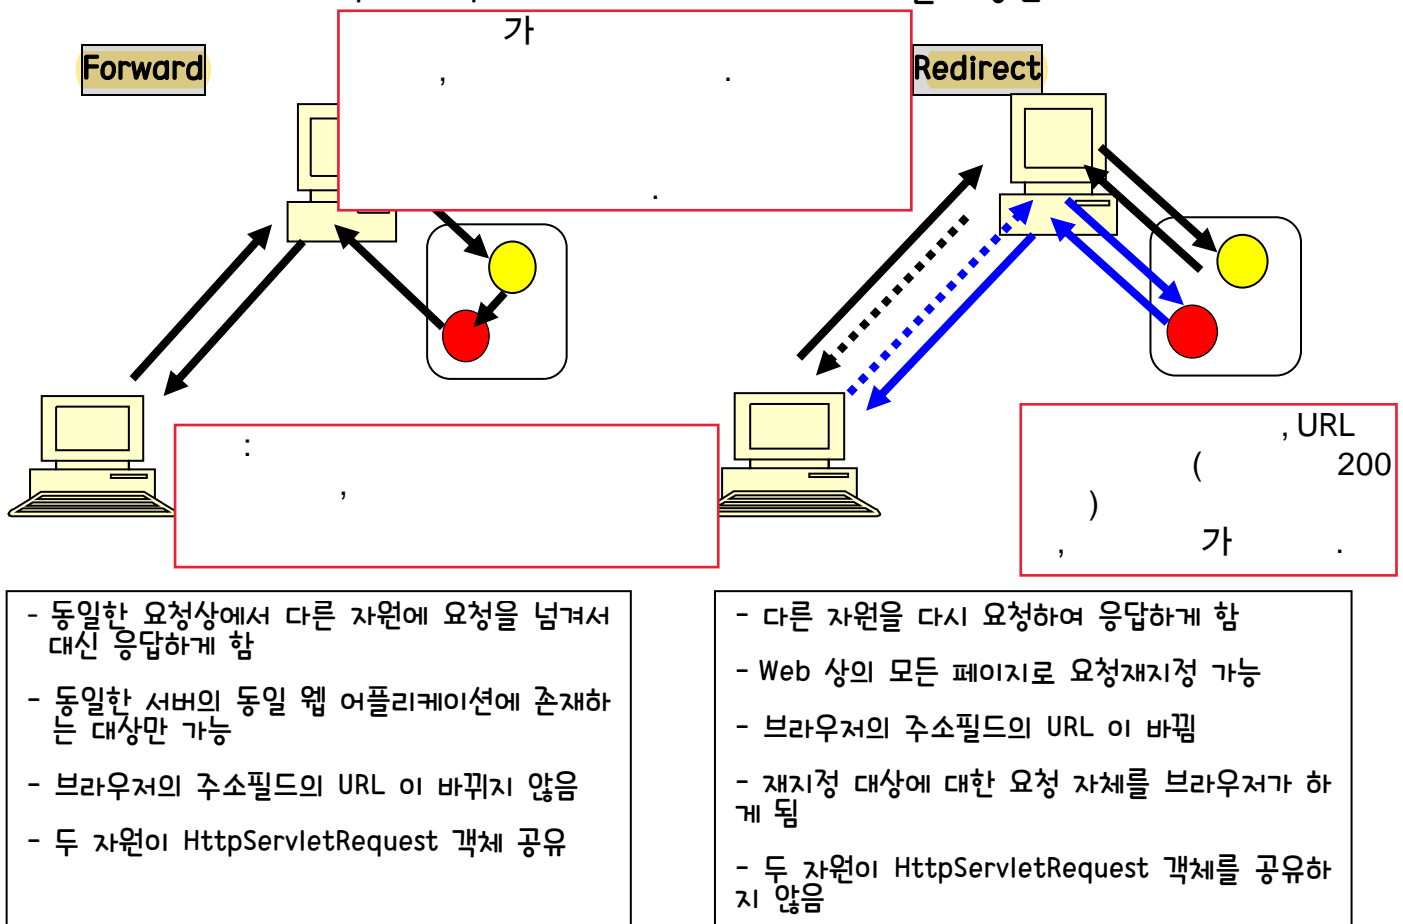 가
, .
.
Forward
Redirect
:
,
, URL
( 200
)
, 가 .
- 동일한 요청상에서 다른 자원에 요청을 넘겨서
대신 응답하게 함
- 동일한 서버의 동일 웹 어플리케이션에 존재하
는 대상만 가능
- 브라우저의 주소필드의 URL 이 바뀌지 않음
- 두 자원이 HttpServletRequest 객체 공유
- 다른 자원을 다시 요청하여 응답하게 함
- Web 상의 모든 페이지로 요청재지정 가능
- 브라우저의 주소필드의 URL 이 바뀜
- 재지정 대상에 대한 요청 자체를 브라우저가 하
게 됨
- 두 자원이 HttpServletRequest 객체를 공유하
지 않음